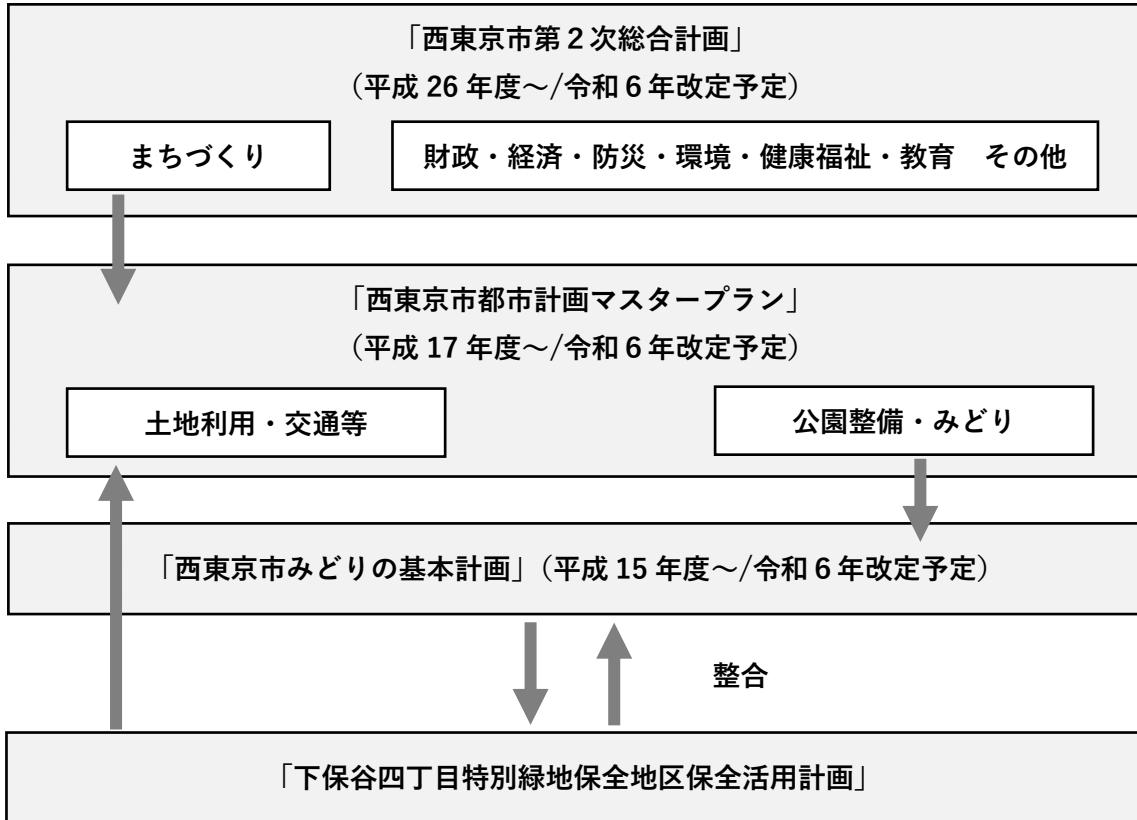 「西東京市第２次総合計画」
（平成 26 年度～/令和６年改定予定）
まちづくり
財政・経済・防災・環境・健康福祉・教育　その他
「西東京市都市計画マスタープラン」
（平成 17 年度～/令和６年改定予定）
土地利用・交通等
公園整備・みどり
「西東京市みどりの基本計画」（平成 15 年度～/令和６年改定予定）
整合
「下保谷四丁目特別緑地保全地区保全活用計画」